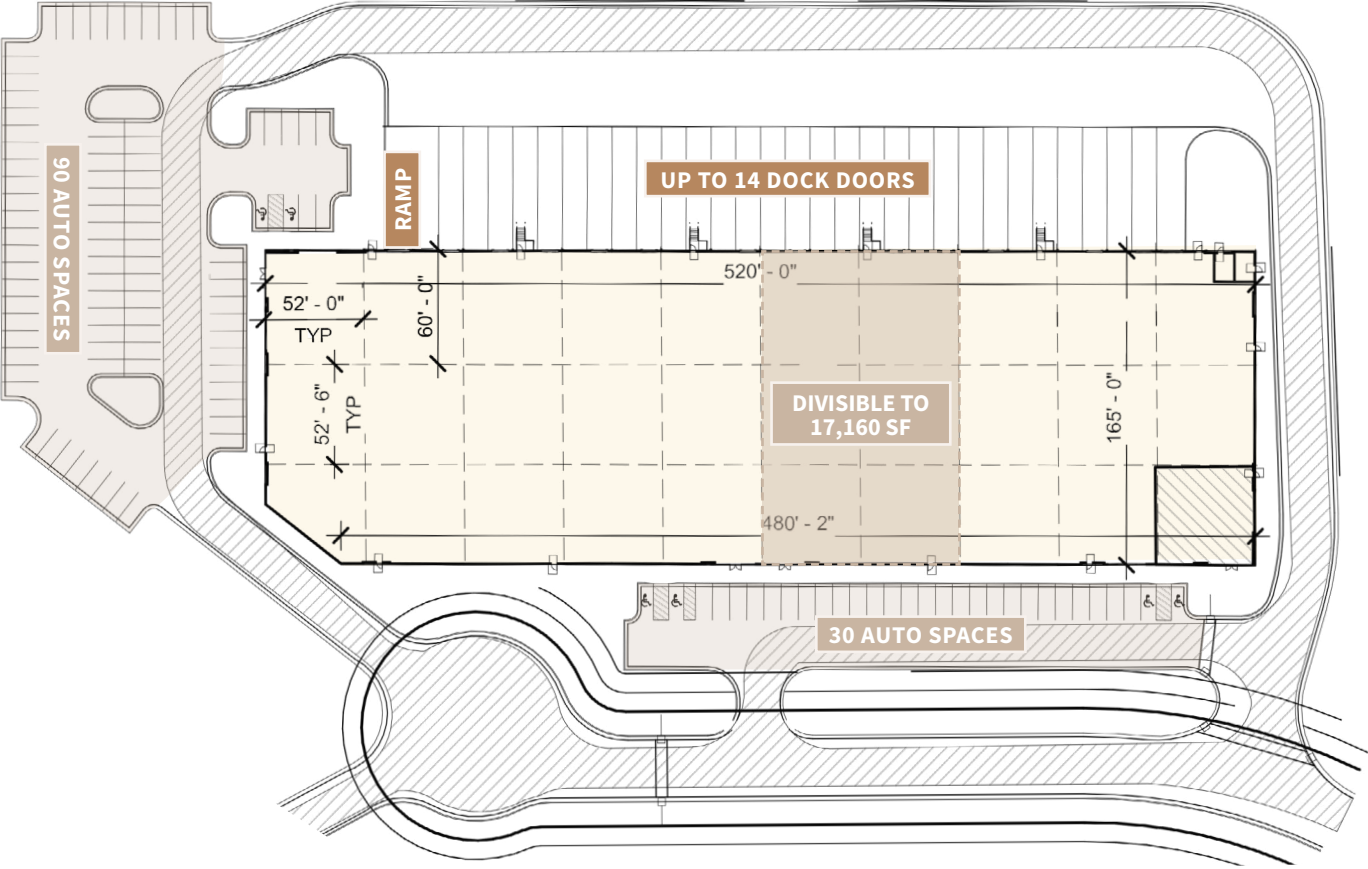 90 AUTO SPACES
RAMP
UP TO 14 DOCK DOORS
520' - 0"
52' - 0"
TYP
60' - 0"
52' - 6"
TYP
DIVISIBLE TO
17,160 SF
165' - 0"
480' - 2"
30 AUTO SPACES